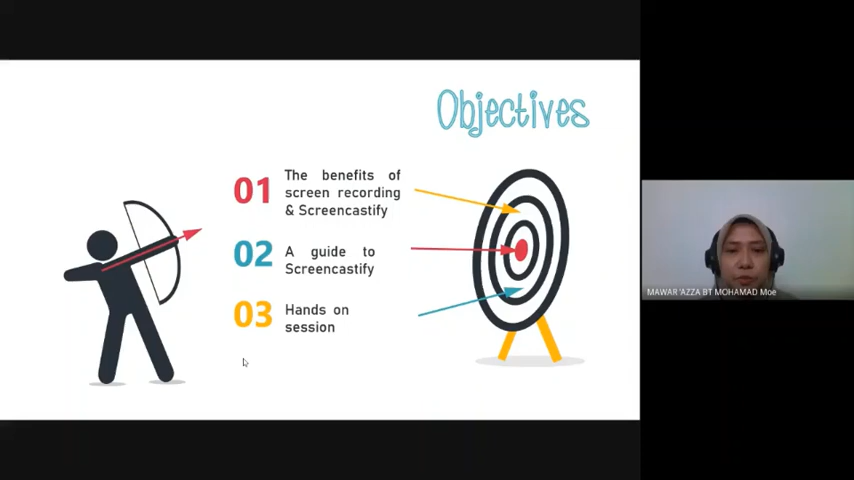 Objectives
01
The benefits of
screen recording
& Screencastify
02
A guide to
Screencastify
03
Hands on
session
MAWAR 'AZZA BT MOHAMAD Moe